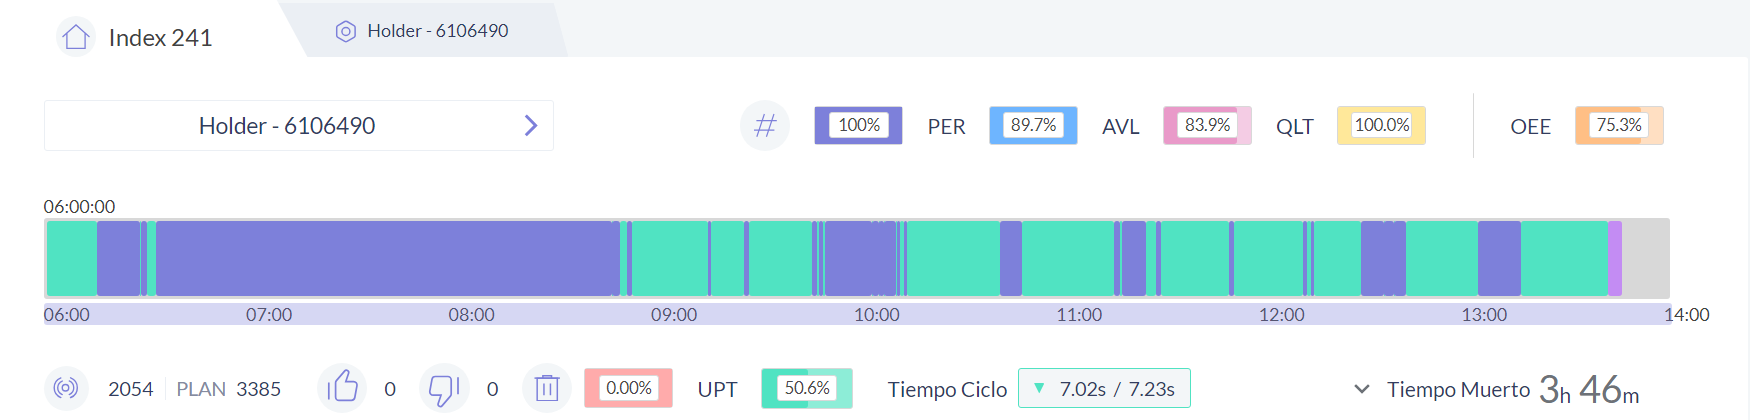 Index 241
Holder - 6106490
Holder - 6106490
# 100% PER 89.7% AVL 83.9% QLT 100.0% OEE 75.3%
06:00:00
06:00 07:00 08:00 09:00 10:00 11:00 12:00 13:00 14:00
2054 PLAN 3385 0 0 0.00% UPT 50.6% Tiempo Ciclo ▼ 7.02s / 7.23s Tiempo Muerto 3h 46m